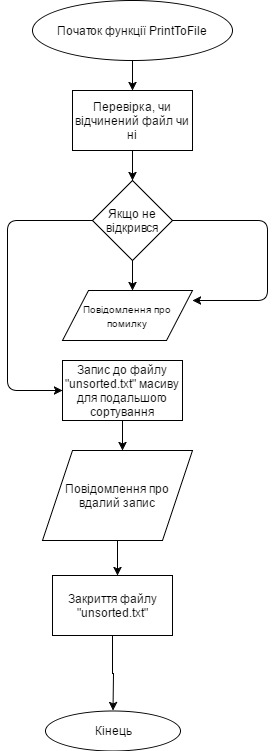 Початок функції PrintToFile
Перевірка, чи
відчинений файл чи
ні
Якщо не
відкрився
Повідомлення про
помилку
Запис до файлу
"unsorted.txt" масиву
для подальшого
сортування
Повідомлення про
вдалий запис
Закриття файлу
"unsorted.txt"
Кінець